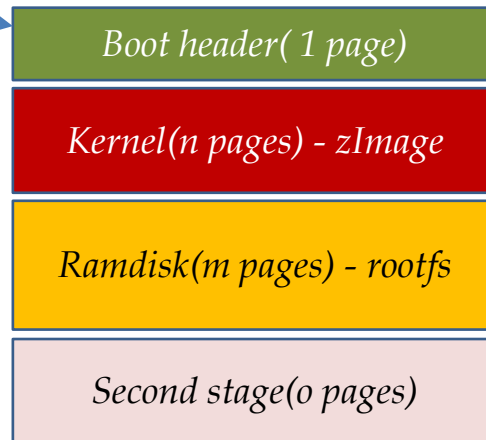 Boot header( 1 page)
Kernel(n pages) - zImage
Ramdisk(m pages) - rootfs
Second stage(o pages)